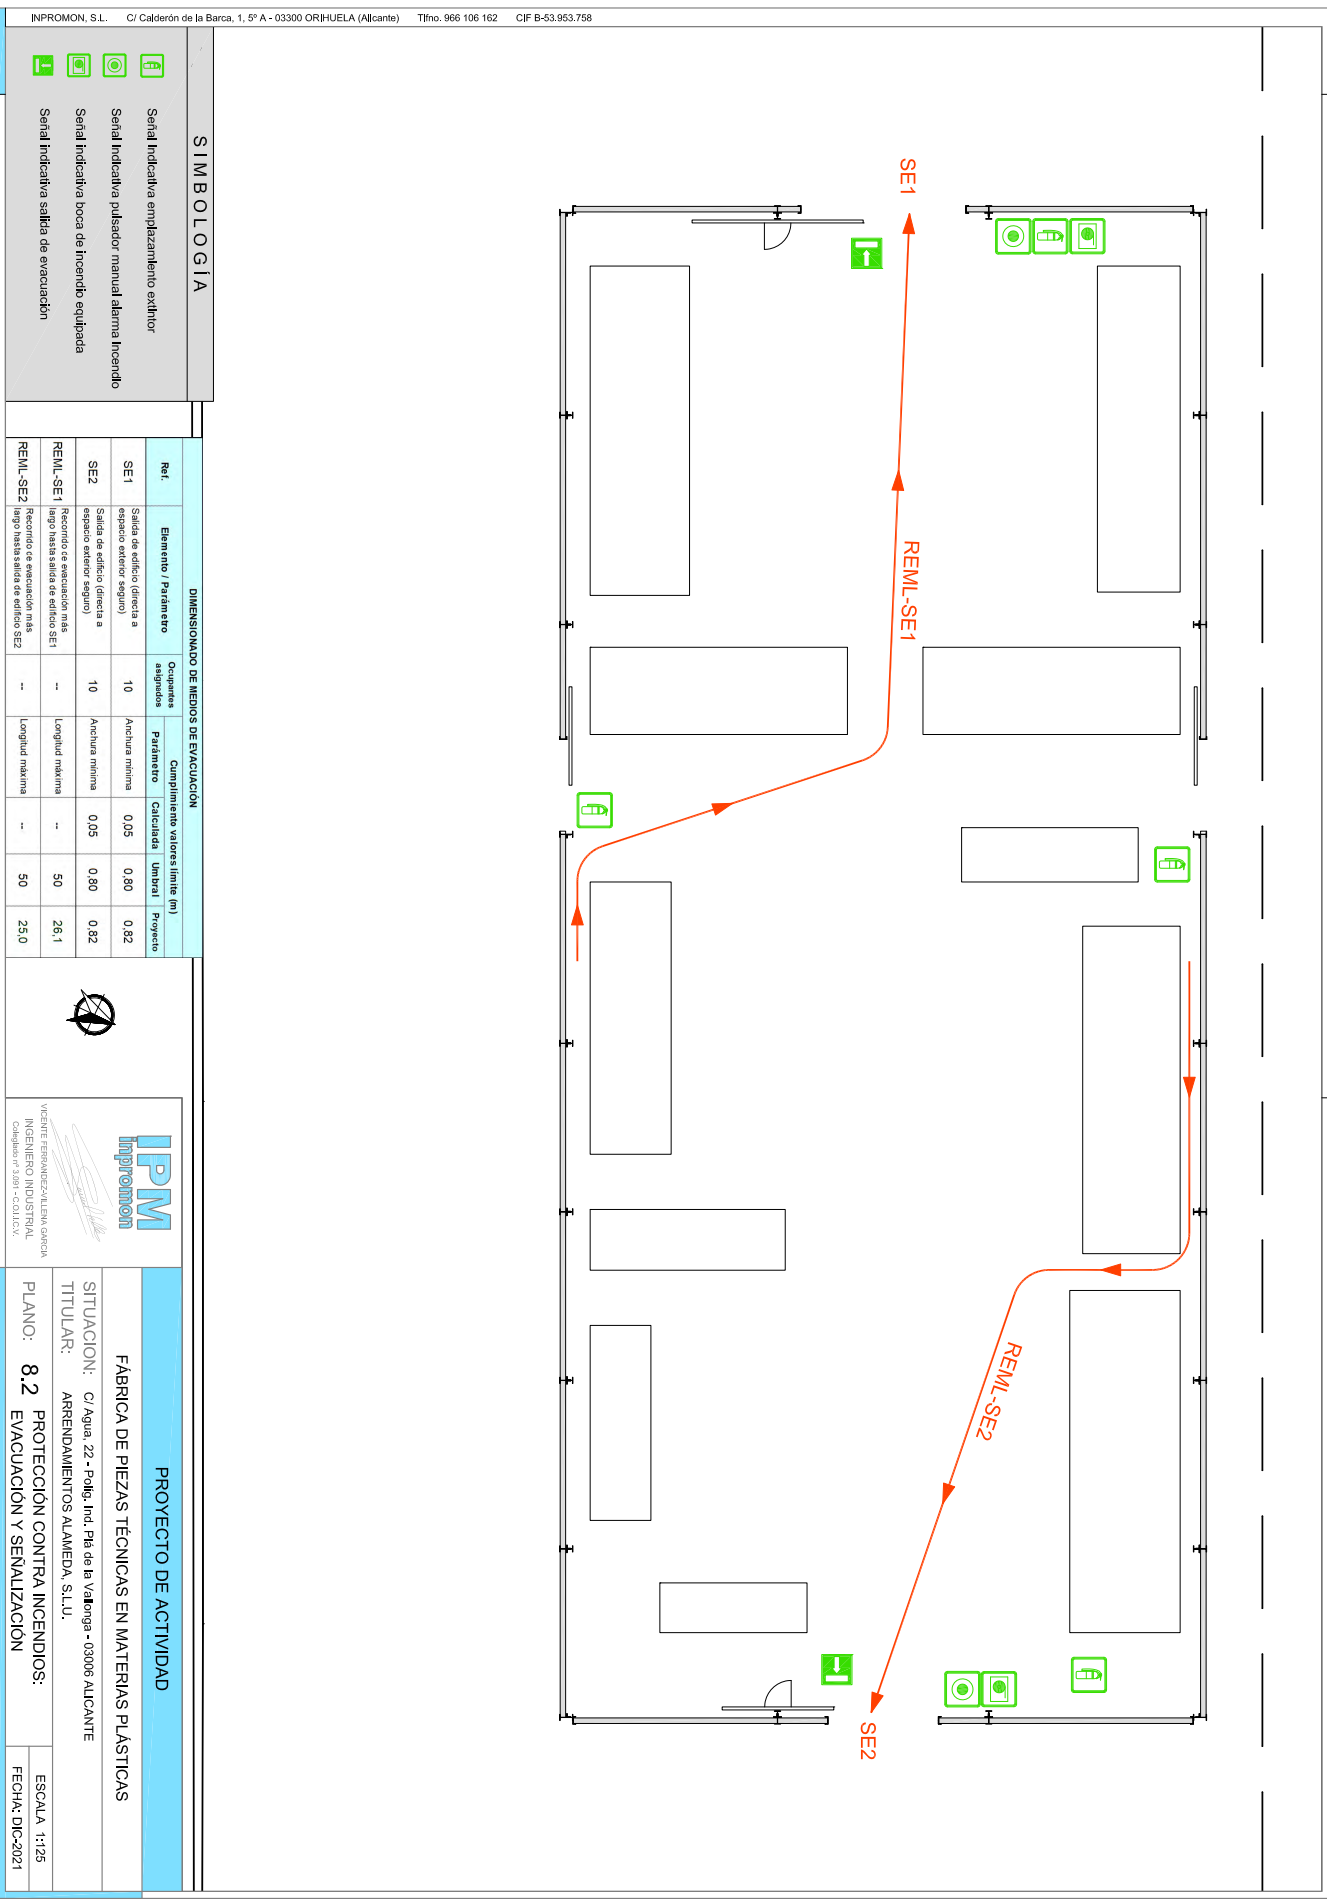 INPROMON, S.L. C/ Calderón de la Barca, 1, 5º A - 03300 ORIHUELA (Alicante) Tlfno. 966 106 162 CIF B-53.953.758
SE1
REML-SE1
REML-SE2
SE2
SIMBOLOGÍA
Señal indicativa emplazamiento extintor
Señal indicativa pulsador manual alarma incendio
Señal indicativa boca de incendio equipada
Señal indicativa salida de evacuación
DIMENSIONADO DE MEDIOS DE EVACUACIÓN
Ref. Elemento / Parámetro Ocupantes asignados Cumplimiento valores límite (m)
Parámetro Calculada Umbral Proyecto
SE1 Salida de edificio (directa a espacio exterior seguro) 10 Anchura mínima 0,05 0,80 0,82
SE2 Salida de edificio (directa a espacio exterior seguro) 10 Anchura mínima 0,05 0,80 0,82
REML-SE1 Recorrido de evacuación más largo hasta salida de edificio SE1 -- Longitud máxima -- 50 26,1
REML-SE2 Recorrido de evacuación más largo hasta salida de edificio SE2 -- Longitud máxima -- 50 25,0
IPM
inpromon
VICENTE FERRANDEZ-VILLENA GARCIA
INGENIERO INDUSTRIAL
Colegiado nº 3.091 - C.O.I.I.C.V.
PROYECTO DE ACTIVIDAD
FÁBRICA DE PIEZAS TÉCNICAS EN MATERIAS PLÁSTICAS
SITUACION: C/ Agua, 22 - Polig. Ind. Plá de la Vallonga - 03006 ALICANTE
TITULAR: ARRENDAMIENTOS ALAMEDA, S.L.U.
PLANO: 8.2 PROTECCIÓN CONTRA INCENDIOS:
EVACUACIÓN Y SEÑALIZACIÓN
ESCALA 1:125
FECHA: DIC-2021